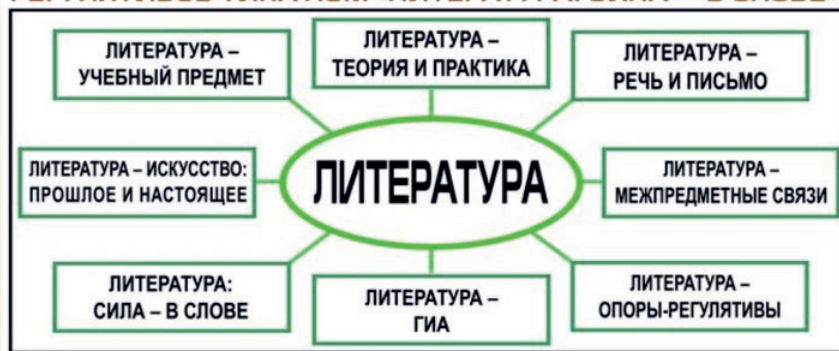 ЛИТЕРАТУРА –
УЧЕБНЫЙ ПРЕДМЕТ
ЛИТЕРАТУРА –
ТЕОРИЯ И ПРАКТИКА
ЛИТЕРАТУРА –
РЕЧЬ И ПИСЬМО
ЛИТЕРАТУРА – ИСКУССТВО:
ПРОШЛОЕ И НАСТОЯЩЕЕ
ЛИТЕРАТУРА
ЛИТЕРАТУРА –
МЕЖПРЕДМЕТНЫЕ СВЯЗИ
ЛИТЕРАТУРА:
СИЛА – В СЛОВЕ
ЛИТЕРАТУРА –
ГИА
ЛИТЕРАТУРА –
ОПОРЫ-РЕГУЛЯТИВЫ